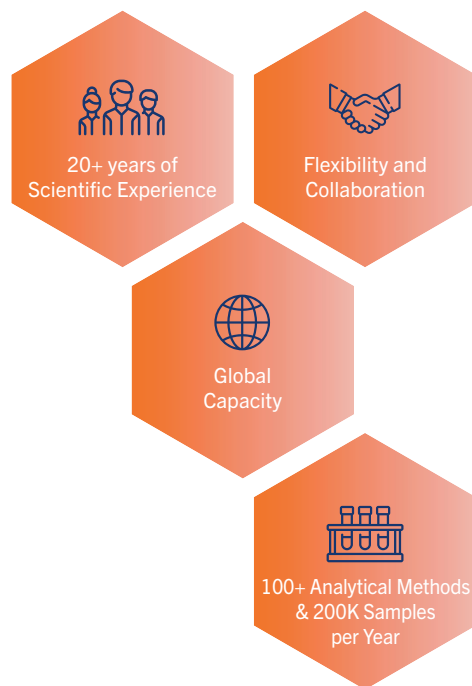 20+ years of
Scientific Experience
Flexibility and
Collaboration
Global
Capacity
100+ Analytical Methods
& 200K Samples
per Year